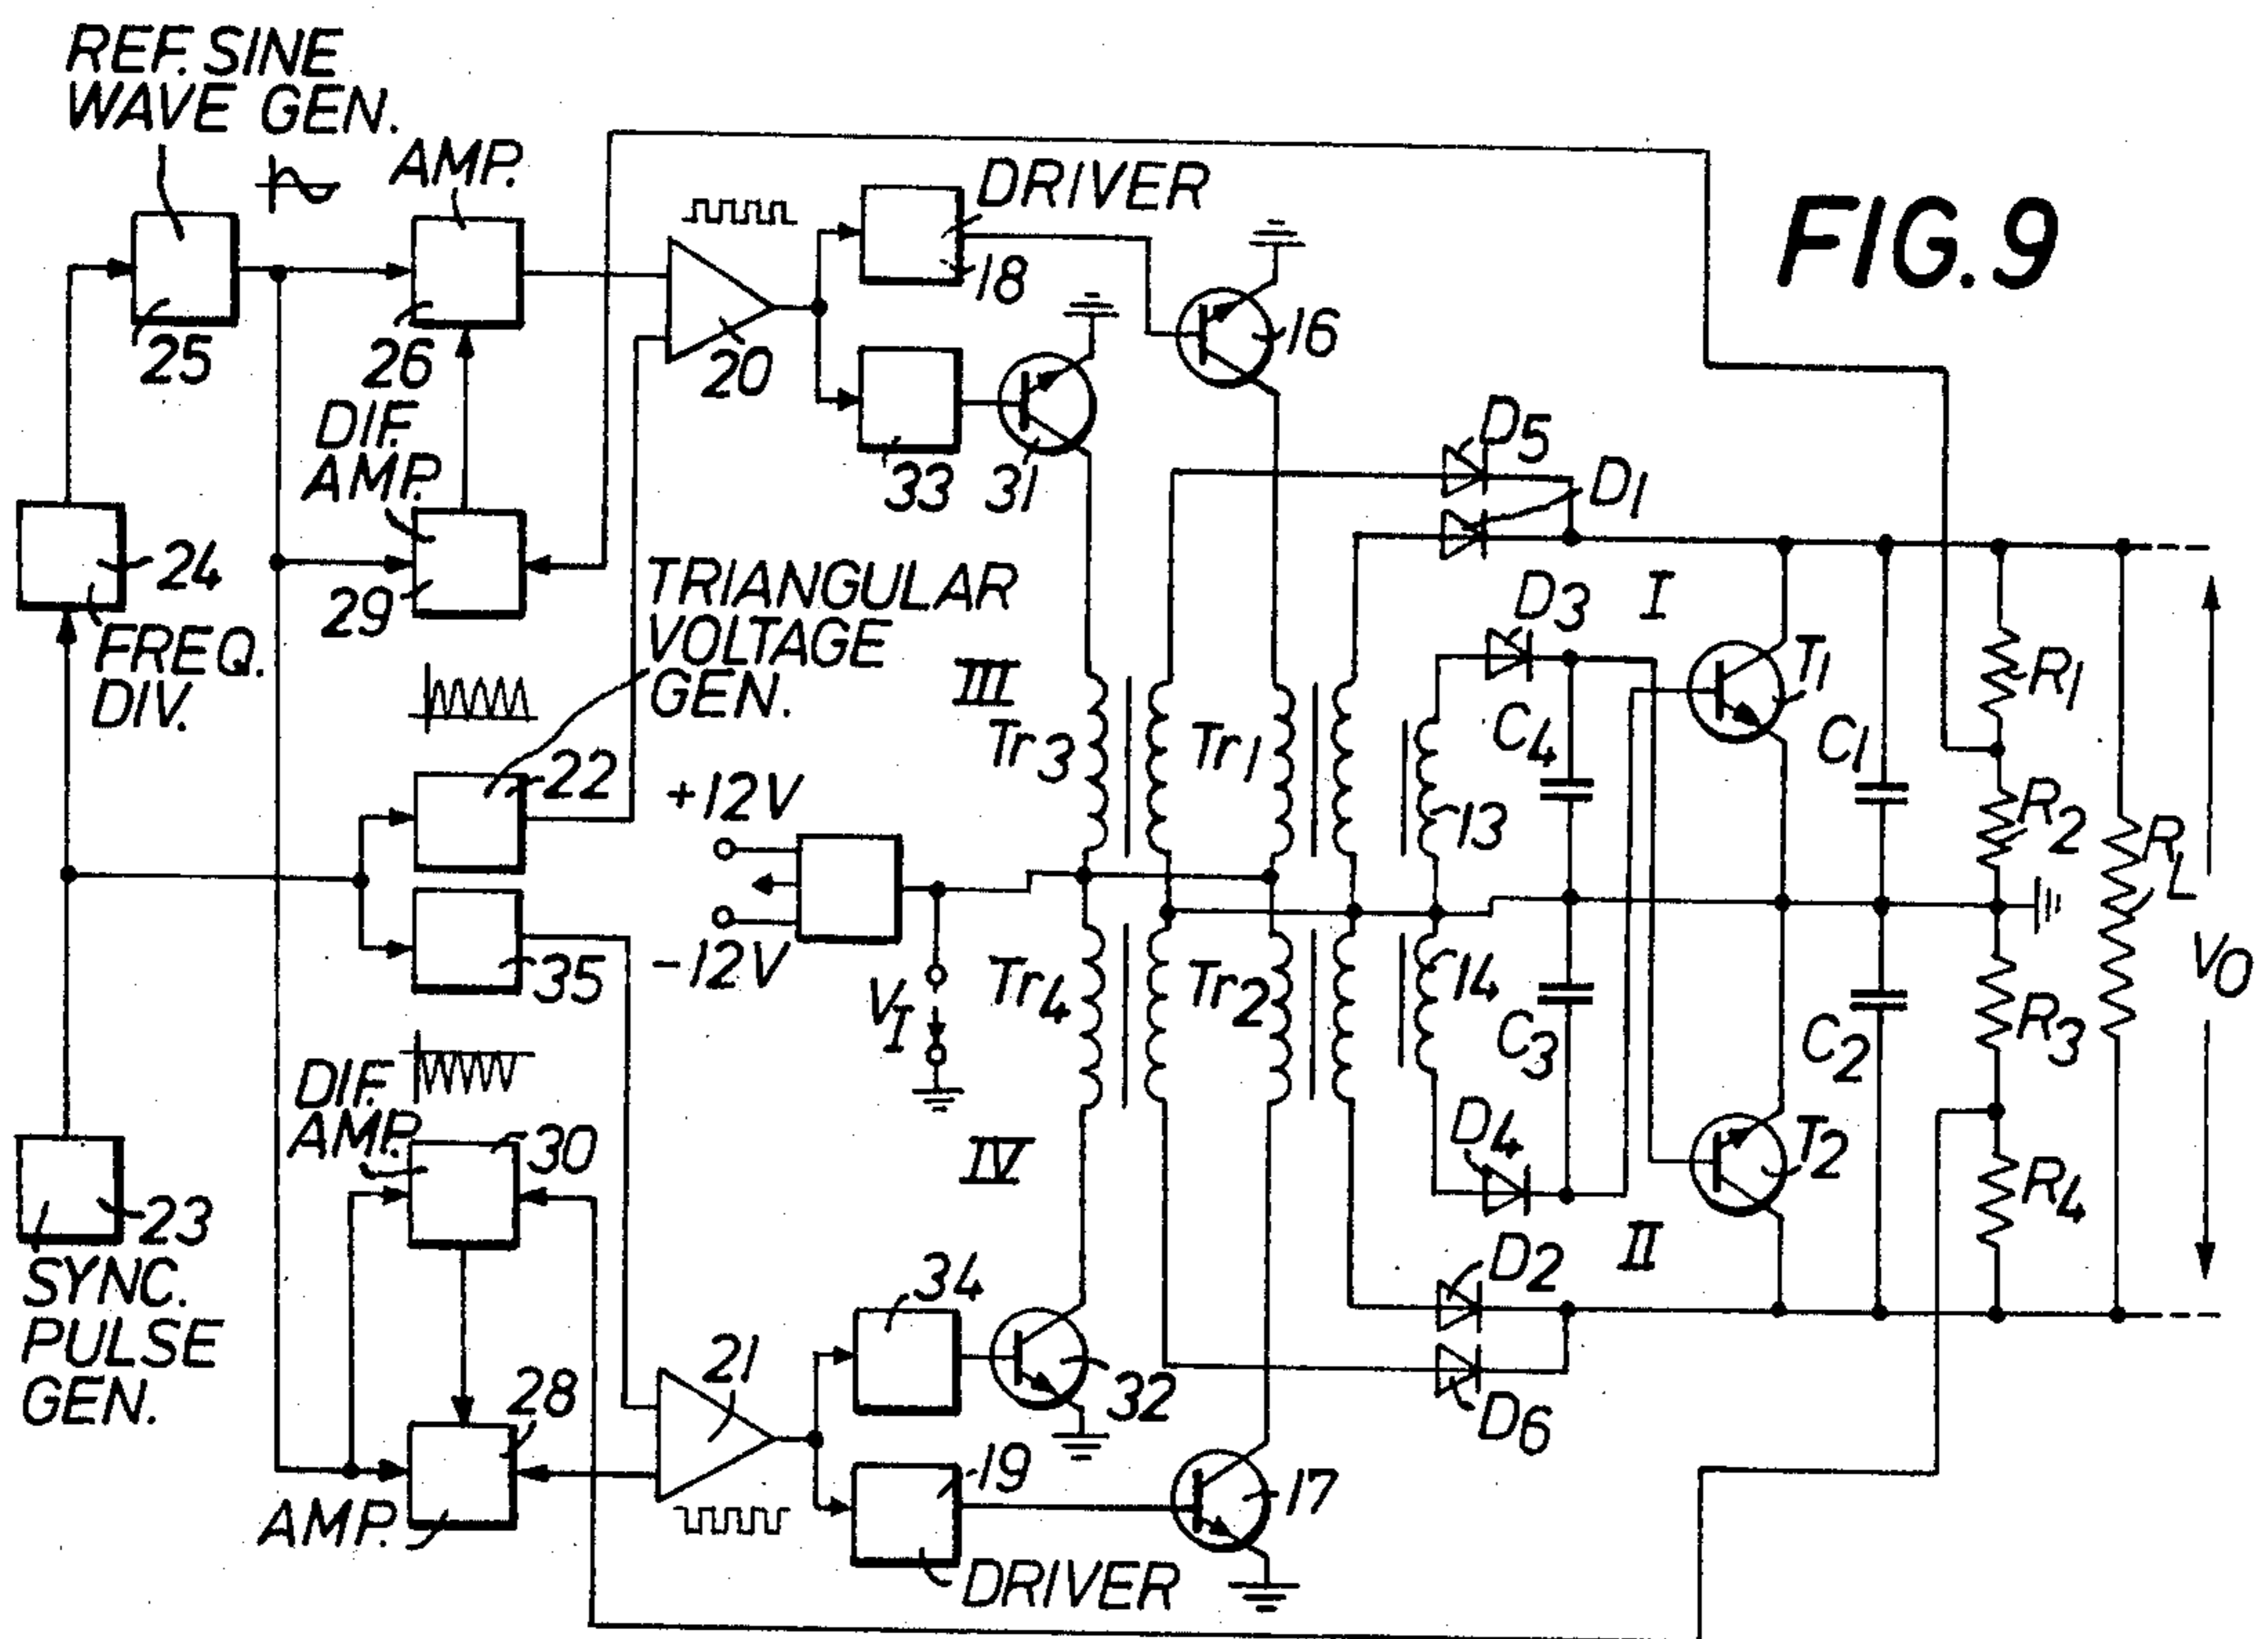 REF. SINE
WAVE GEN.
AMP.
DRIVER
FIG. 9
18
16
25
26
20
DIF.
AMP.
33
31
D5
D1
24
29
TRIANGULAR
VOLTAGE
GEN.
FREQ.
DIV.
D3
I
T1
R1
III
Tr3
Tr1
C4
C1
22
+12V
13
R2
RL
35
-12V
VI
Tr4
Tr2
14
C3
C2
R3
VO
DIF.
AMP.
30
IV
D4
T2
R4
23
SYNC.
PULSE
GEN.
34
D2
II
21
28
32
D6
19
17
AMP.
DRIVER